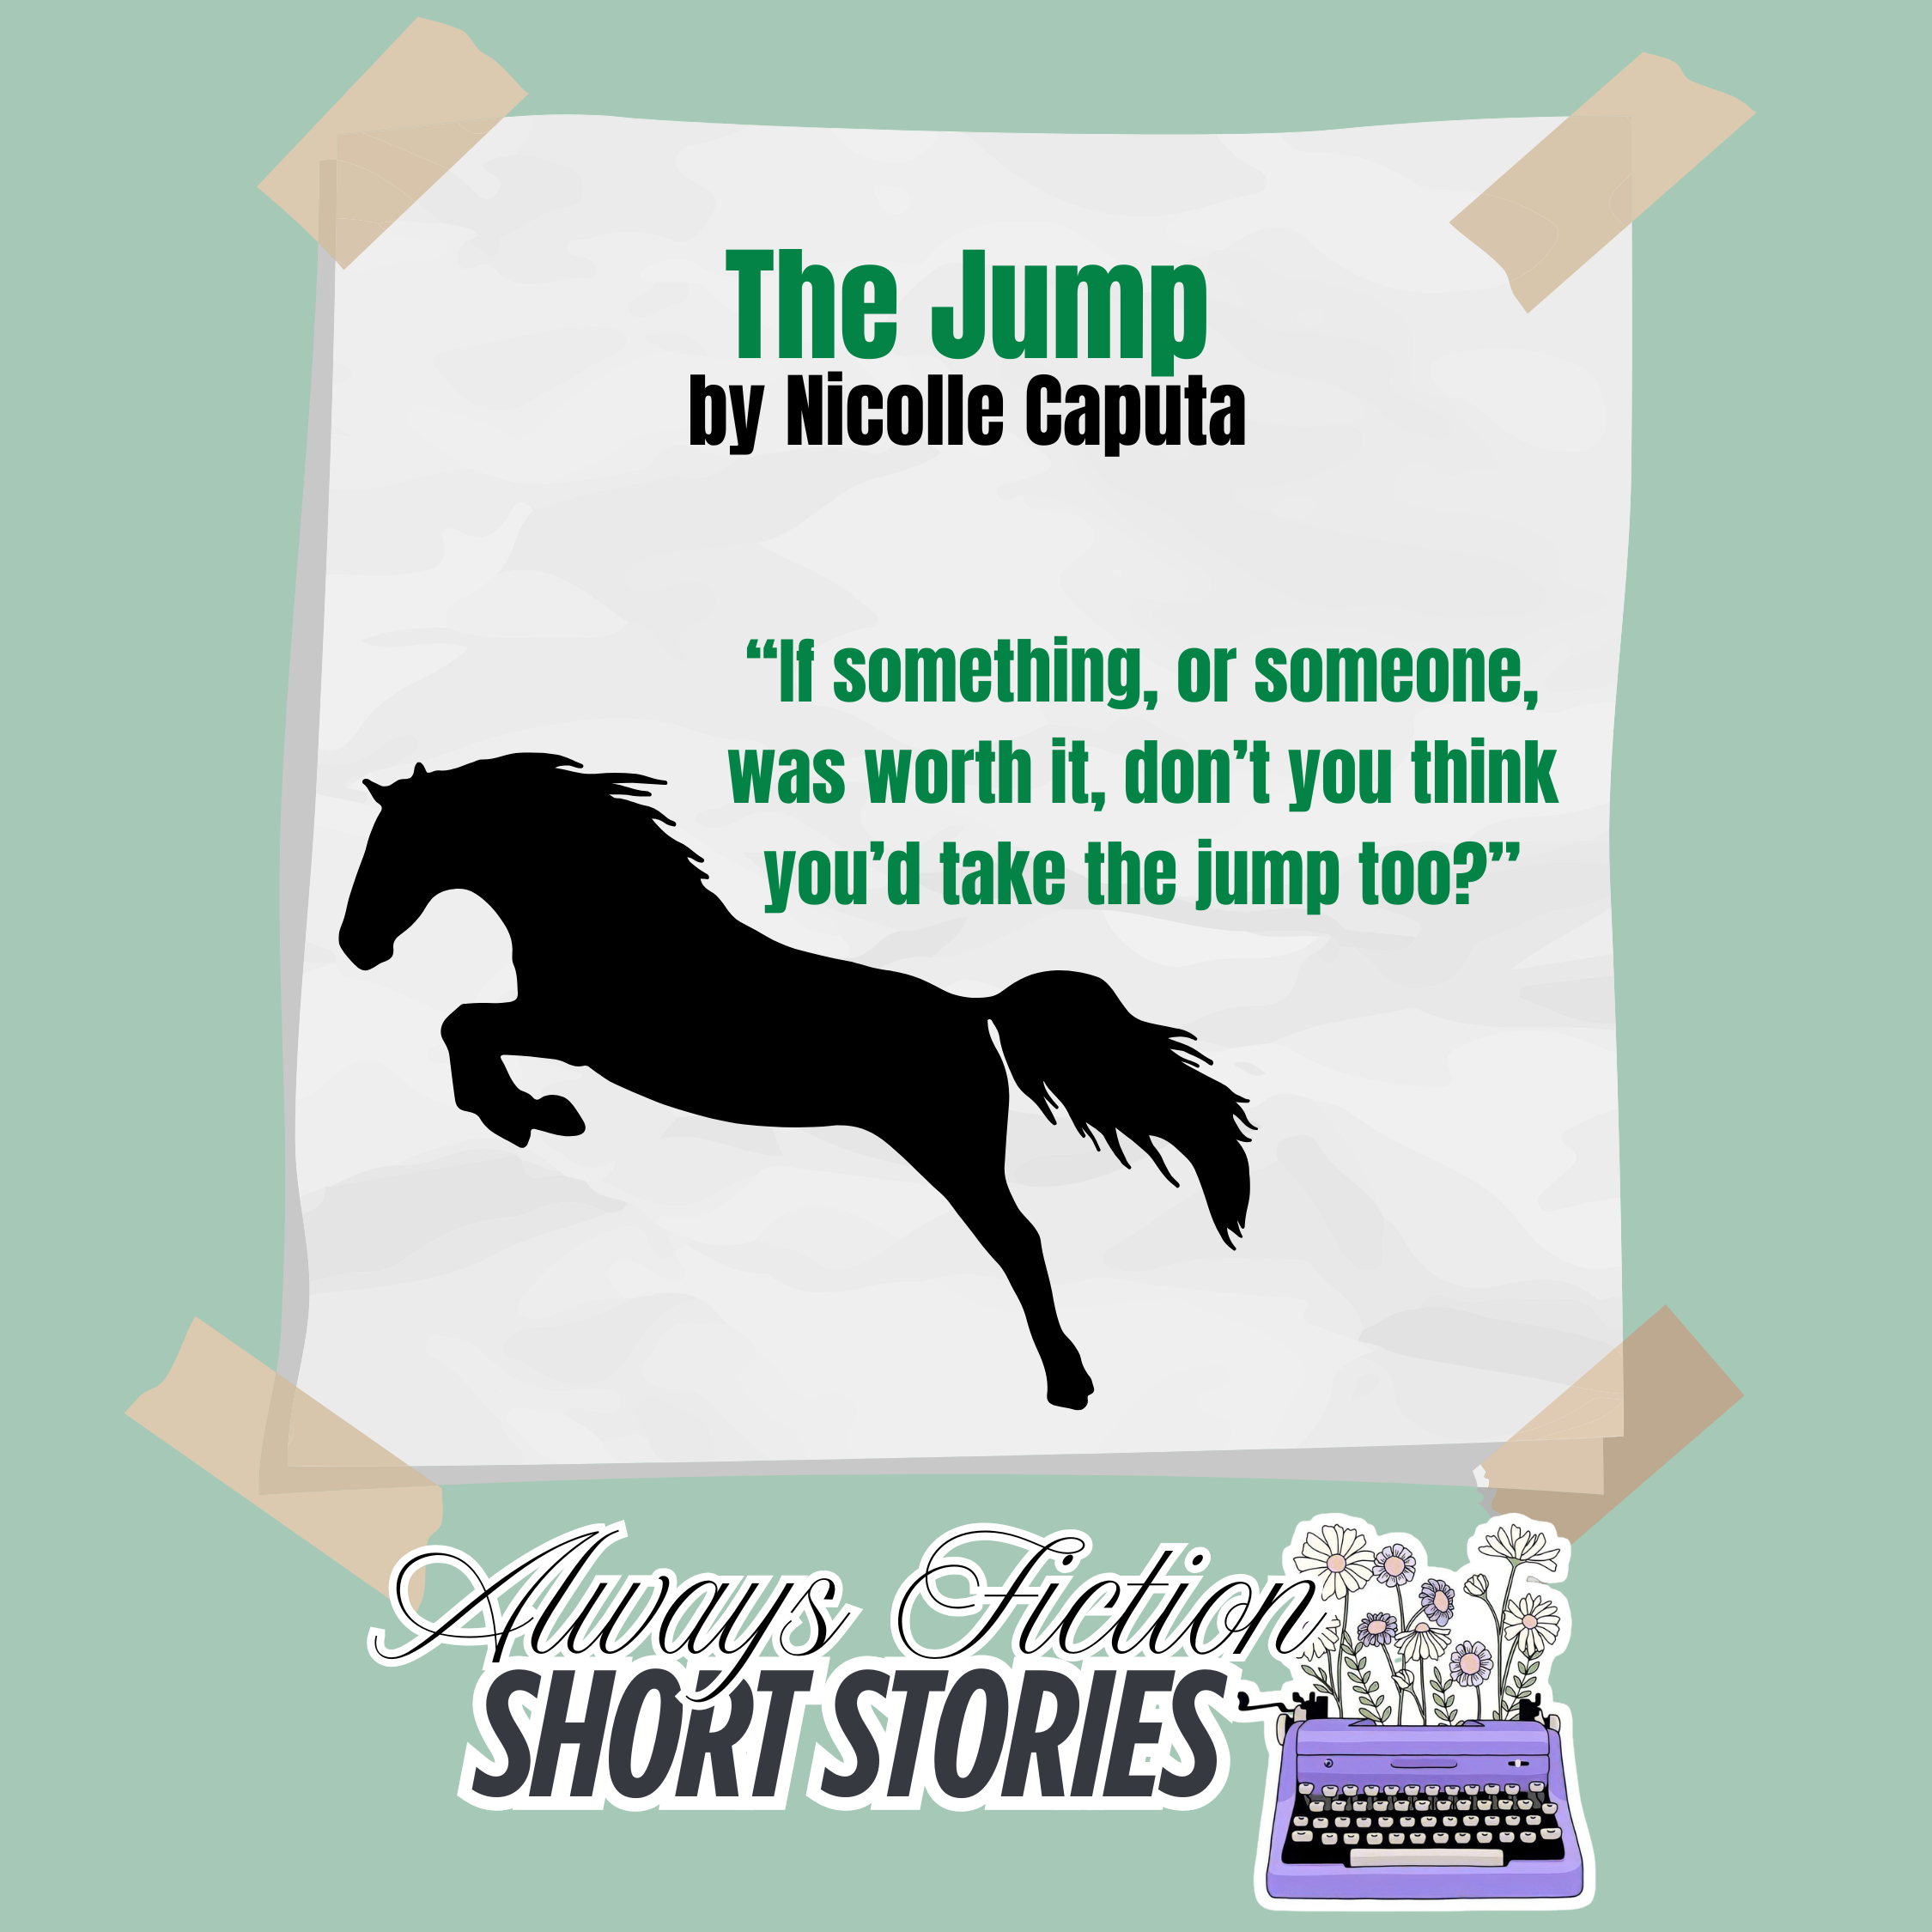 The Jump
by Nicolle Caputa
“If something, or someone,
was worth it, don’t you think
you’d take the jump too?”
Always Fiction
SHORT STORIES